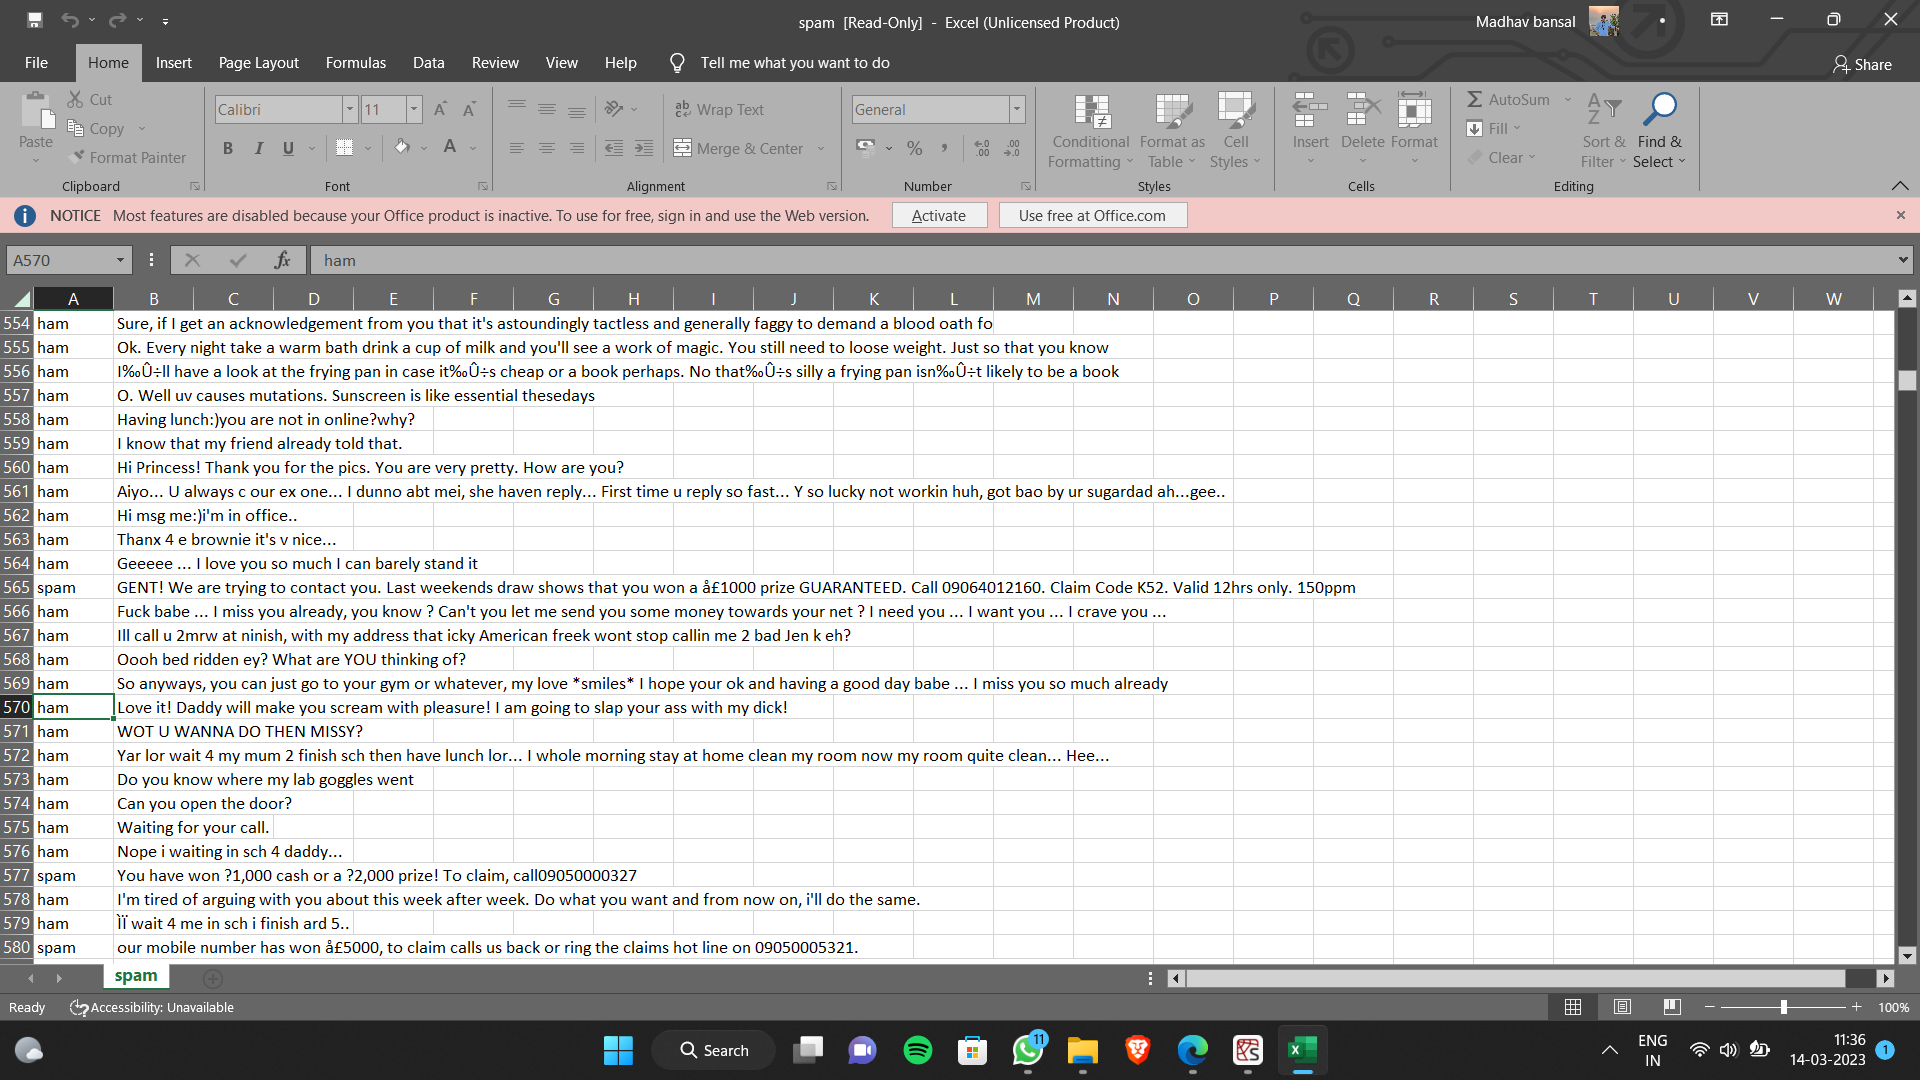 spam [Read-Only] - Excel (Unlicensed Product)
Madhav bansal
File Home Insert Page Layout Formulas Data Review View Help Tell me what you want to do
Share
Paste
Cut
Copy
Format Painter
Clipboard
Calibri 11
B I U A
Font
ab Wrap Text
Merge & Center
Alignment
General
% , .00
Number
Conditional Formatting
Format as Table
Cell Styles
Styles
Insert Delete Format
Cells
AutoSum
Fill
Clear
Sort & Filter
Find & Select
Editing
NOTICE Most features are disabled because your Office product is inactive. To use for free, sign in and use the Web version. Activate Use free at Office.com
A570 fx ham
A B C D E F G H I J K L M N O P Q R S T U V W
554 ham Sure, if I get an acknowledgement from you that it's astoundingly tactless and generally faggy to demand a blood oath fo
555 ham Ok. Every night take a warm bath drink a cup of milk and you'll see a work of magic. You still need to loose weight. Just so that you know
556 ham I‰Û÷ll have a look at the frying pan in case it‰Û÷s cheap or a book perhaps. No that‰Û÷s silly a frying pan isn‰Û÷t likely to be a book
557 ham O. Well uv causes mutations. Sunscreen is like essential thesedays
558 ham Having lunch:)you are not in online?why?
559 ham I know that my friend already told that.
560 ham Hi Princess! Thank you for the pics. You are very pretty. How are you?
561 ham Aiyo... U always c our ex one... I dunno abt mei, she haven reply... First time u reply so fast... Y so lucky not workin huh, got bao by ur sugardad ah...gee..
562 ham Hi msg me:)i'm in office..
563 ham Thanx 4 e brownie it's v nice...
564 ham Geeeee ... I love you so much I can barely stand it
565 spam GENT! We are trying to contact you. Last weekends draw shows that you won a å£1000 prize GUARANTEED. Call 09064012160. Claim Code K52. Valid 12hrs only. 150ppm
566 ham Fuck babe ... I miss you already, you know ? Can't you let me send you some money towards your net ? I need you ... I want you ... I crave you ...
567 ham Ill call u 2mrw at ninish, with my address that icky American freek wont stop callin me 2 bad Jen k eh?
568 ham Oooh bed ridden ey? What are YOU thinking of?
569 ham So anyways, you can just go to your gym or whatever, my love *smiles* I hope your ok and having a good day babe ... I miss you so much already
570 ham Love it! Daddy will make you scream with pleasure! I am going to slap your ass with my dick!
571 ham WOT U WANNA DO THEN MISSY?
572 ham Yar lor wait 4 my mum 2 finish sch then have lunch lor... I whole morning stay at home clean my room now my room quite clean... Hee...
573 ham Do you know where my lab goggles went
574 ham Can you open the door?
575 ham Waiting for your call.
576 ham Nope i waiting in sch 4 daddy...
577 spam You have won ?1,000 cash or a ?2,000 prize! To claim, call09050000327
578 ham I'm tired of arguing with you about this week after week. Do what you want and from now on, i'll do the same.
579 ham ÌÏ wait 4 me in sch i finish ard 5..
580 spam our mobile number has won å£5000, to claim calls us back or ring the claims hot line on 09050005321.
spam
Ready Accessibility: Unavailable
100%
Search
11
ENG
IN
11:36
14-03-2023
1